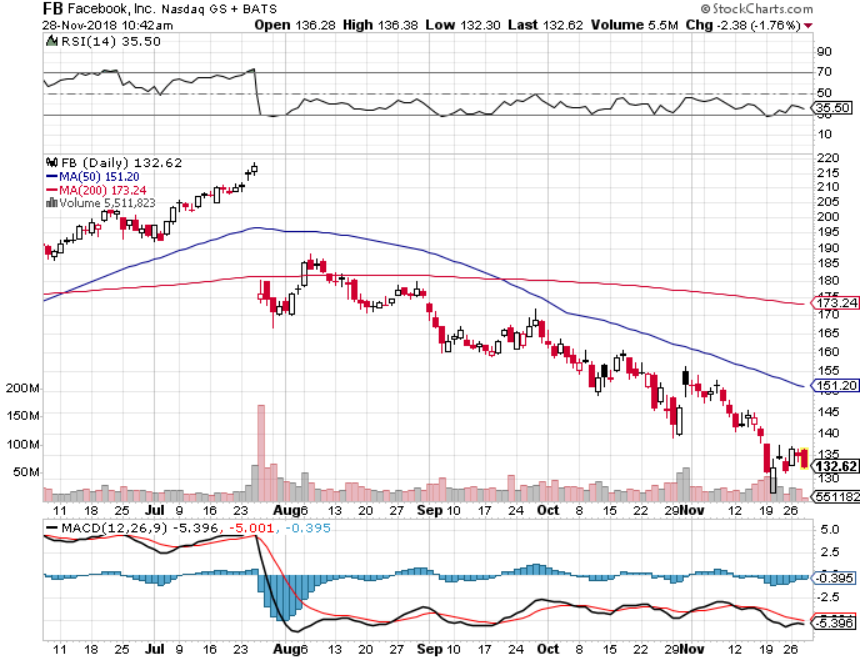 FB Facebook, Inc. Nasdaq GS + BATS © StockCharts.com
28-Nov-2018 10:42am Open 136.28 High 136.38 Low 132.30 Last 132.62 Volume 5.5M Chg -2.38 (-1.76%)
RSI(14) 35.50
90
70
50
35.50
30
10
FB (Daily) 132.62
MA(50) 151.20
MA(200) 173.24
Volume 5,511,823
220
215
210
205
200
195
190
185
180
175
173.24
170
165
160
155
151.20
150
145
140
135
132.62
130
551182
200M
150M
100M
50M
11 18 25 Jul 9 16 23 Aug 6 13 20 27 Sep 10 17 24 Oct 8 15 22 29 Nov 12 19 26
MACD(12,26,9) -5.396, -5.001, -0.395
5.0
2.5
-0.395
-2.5
-5.396
11 18 25 Jul 9 16 23 Aug 6 13 20 27 Sep 10 17 24 Oct 8 15 22 29 Nov 12 19 26